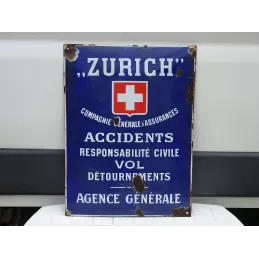 „ZURICH"
COMPAGNIE GÉNÉRALE D'ASSURANCES
ACCIDENTS
RESPONSABILITÉ CIVILE
VOL
DÉTOURNEMENTS
AGENCE GÉNÉRALE